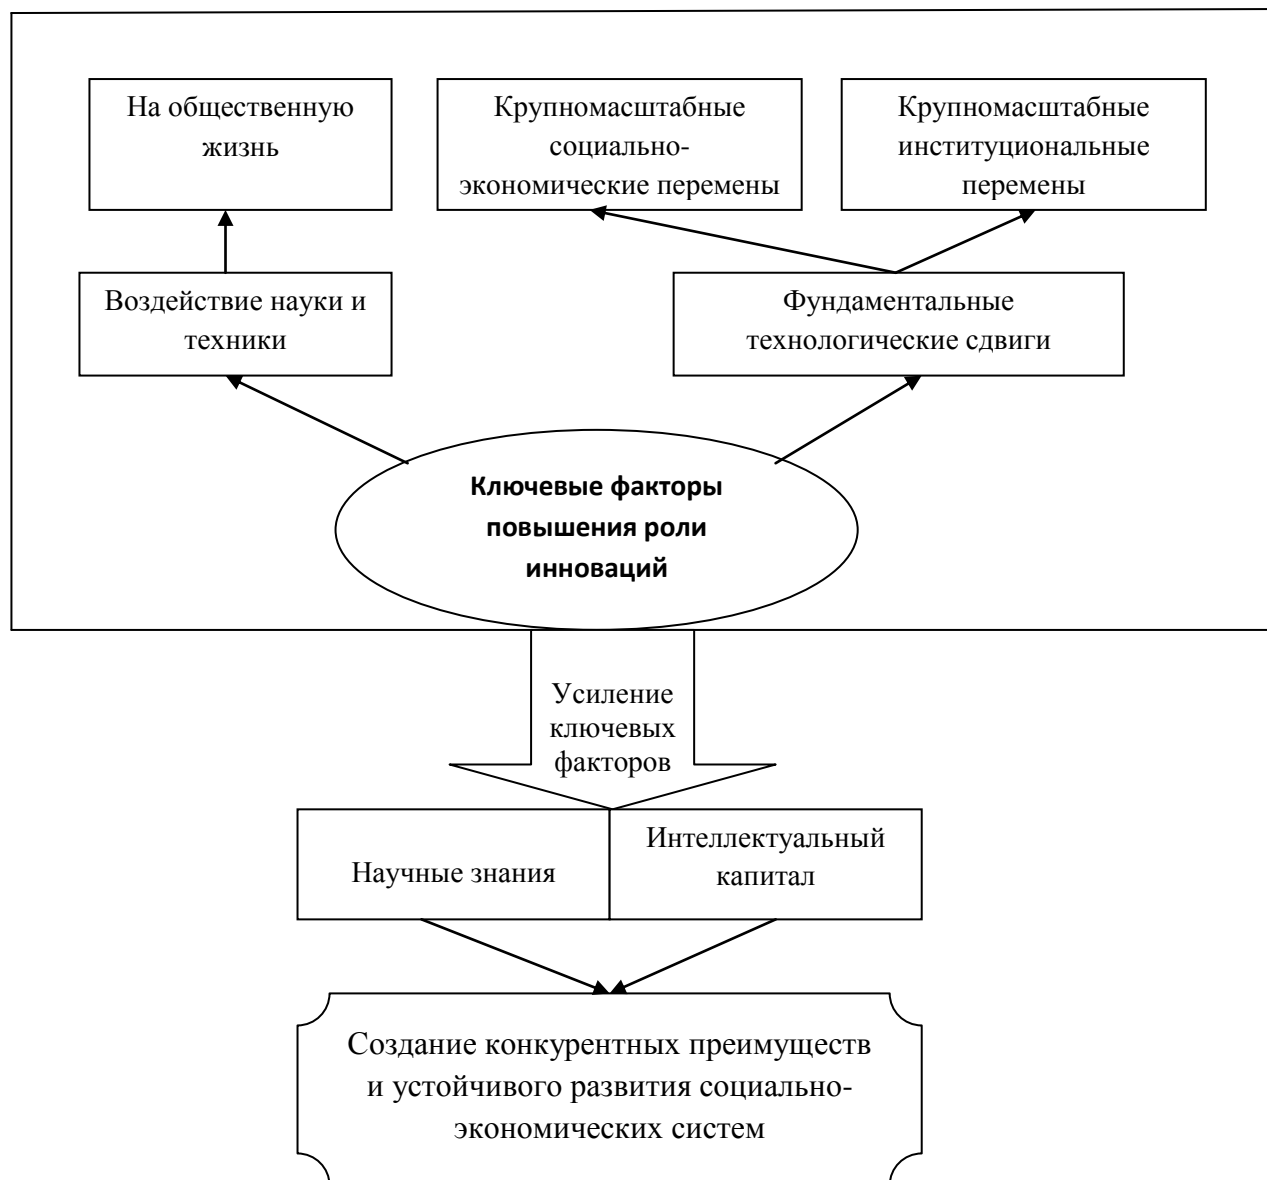 На общественную
жизнь
Крупномасштабные
социально-
экономические перемены
Крупномасштабные
институциональные
перемены
Воздействие науки и
техники
Фундаментальные
технологические сдвиги
Ключевые факторы
повышения роли
инноваций
Усиление
ключевых
факторов
Научные знания
Интеллектуальный
капитал
Создание конкурентных преимуществ
и устойчивого развития социально-
экономических систем